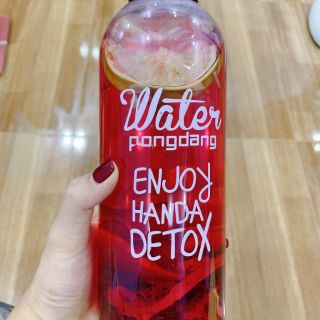 Water
pongdang
ENJOY
HANDA
DETOX